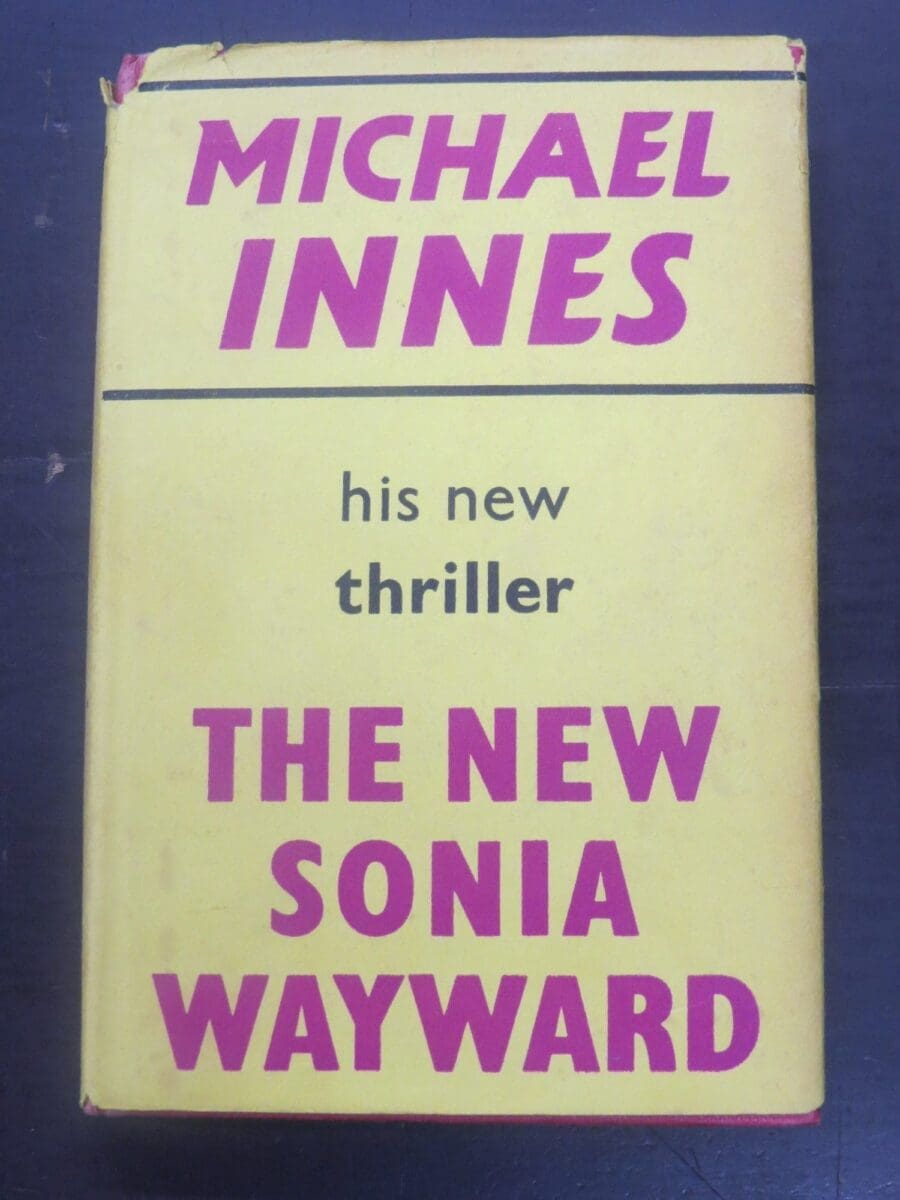 MICHAEL
INNES
his new
thriller
THE NEW
SONIA
WAYWARD